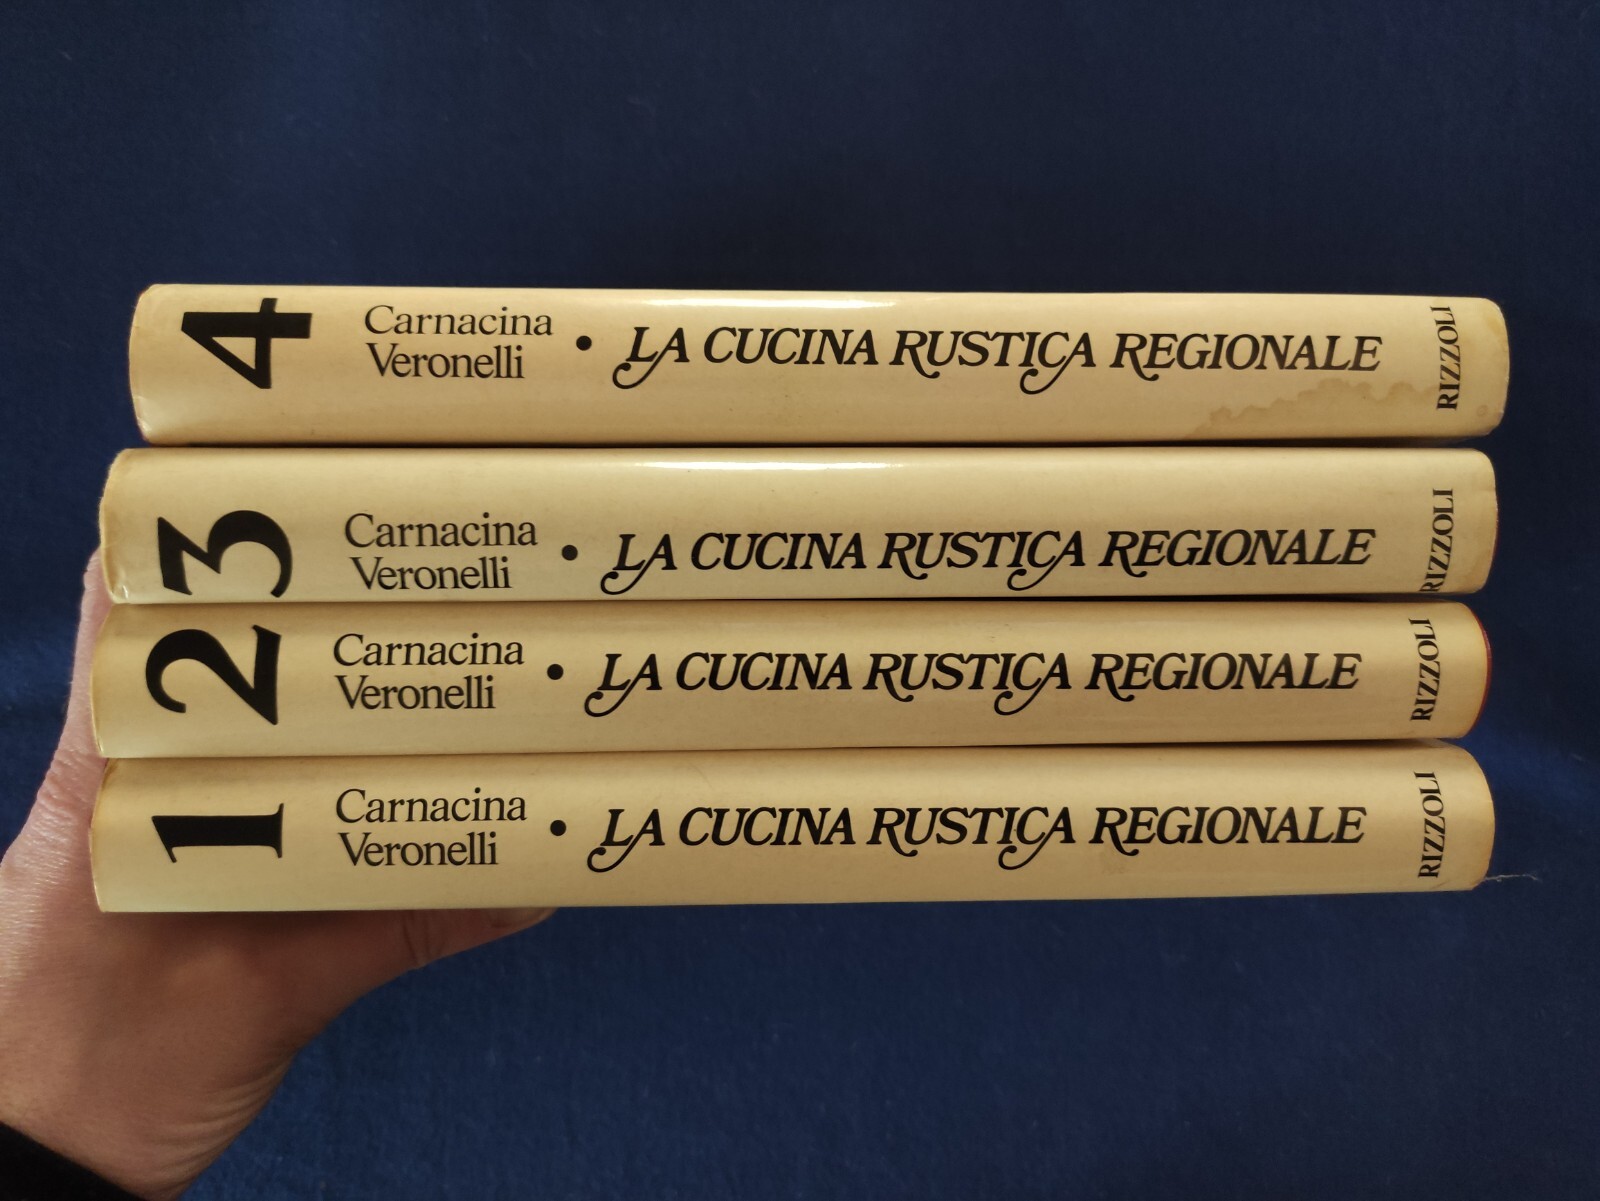 4
Carnacina
Veronelli
• LA CUCINA RUSTICA REGIONALE
RIZZOLI
3
Carnacina
Veronelli
• LA CUCINA RUSTICA REGIONALE
RIZZOLI
2
Carnacina
Veronelli
• LA CUCINA RUSTICA REGIONALE
RIZZOLI
1
Carnacina
Veronelli
• LA CUCINA RUSTICA REGIONALE
RIZZOLI